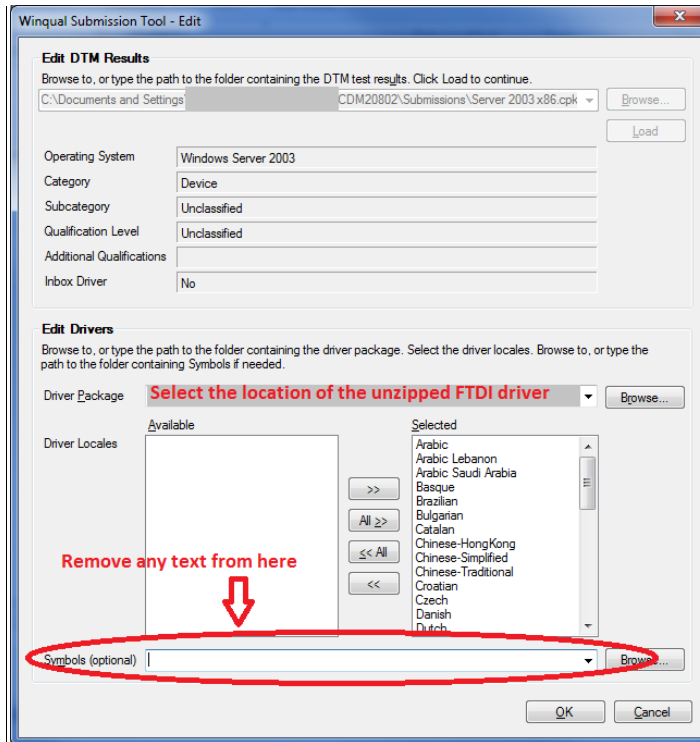 Winqual Submission Tool - Edit
Edit DTM Results
Browse to, or type the path to the folder containing the DTM test results. Click Load to continue.
C:\Documents and Settings\ CDM20802\Submissions\Server 2003 x86.cpk
Browse...
Load
Operating System Windows Server 2003
Category Device
Subcategory Unclassified
Qualification Level Unclassified
Additional Qualifications
Inbox Driver No
Edit Drivers
Browse to, or type the path to the folder containing the driver package. Select the driver locales. Browse to, or type the
path to the folder containing Symbols if needed.
Driver Package Select the location of the unzipped FTDI driver Browse...
Driver Locales
Available
Selected
Arabic
Arabic Lebanon
Arabic Saudi Arabia
Basque
Brazilian
Bulgarian
Catalan
Chinese-HongKong
Chinese-Simplified
Chinese-Traditional
Croatian
Czech
Danish
Dutch
>>
All >>
<< All
<<
Remove any text from here
Symbols (optional) Browse...
OK Cancel